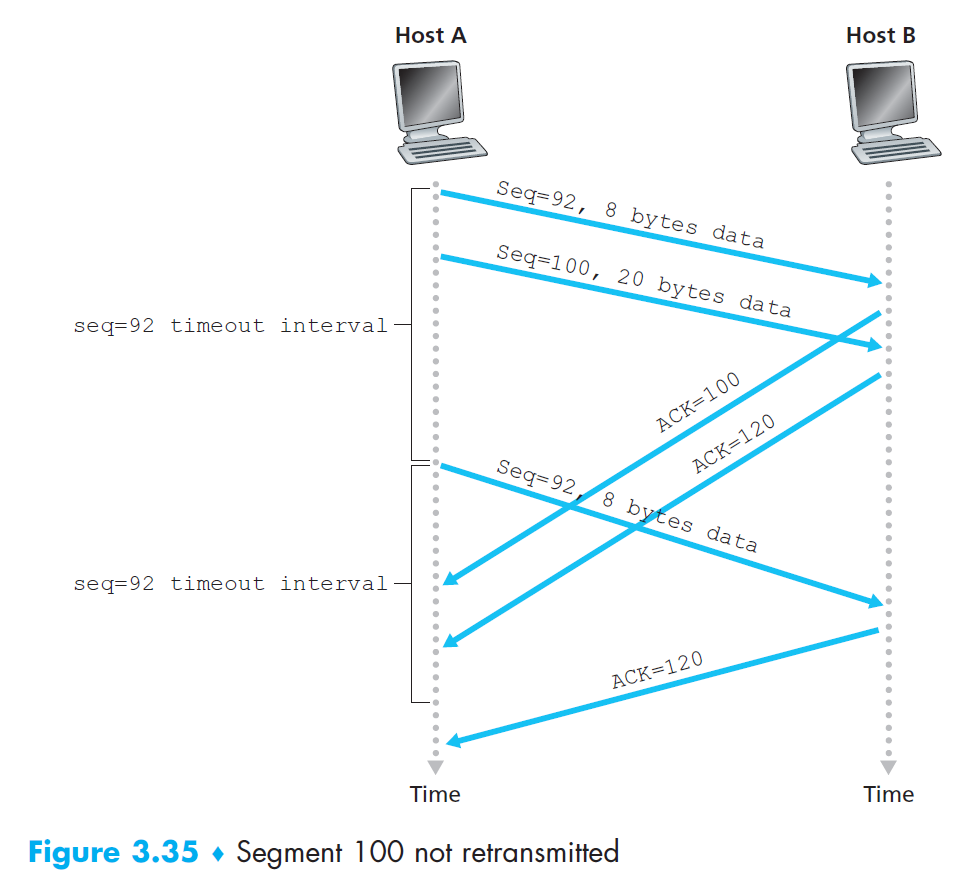 Host A
Host B
Seq=92, 8 bytes data
Seq=100, 20 bytes data
seq=92 timeout interval
ACK=100
ACK=120
Seq=92, 8 bytes data
seq=92 timeout interval
ACK=120
Time
Time
Figure 3.35 ♦ Segment 100 not retransmitted